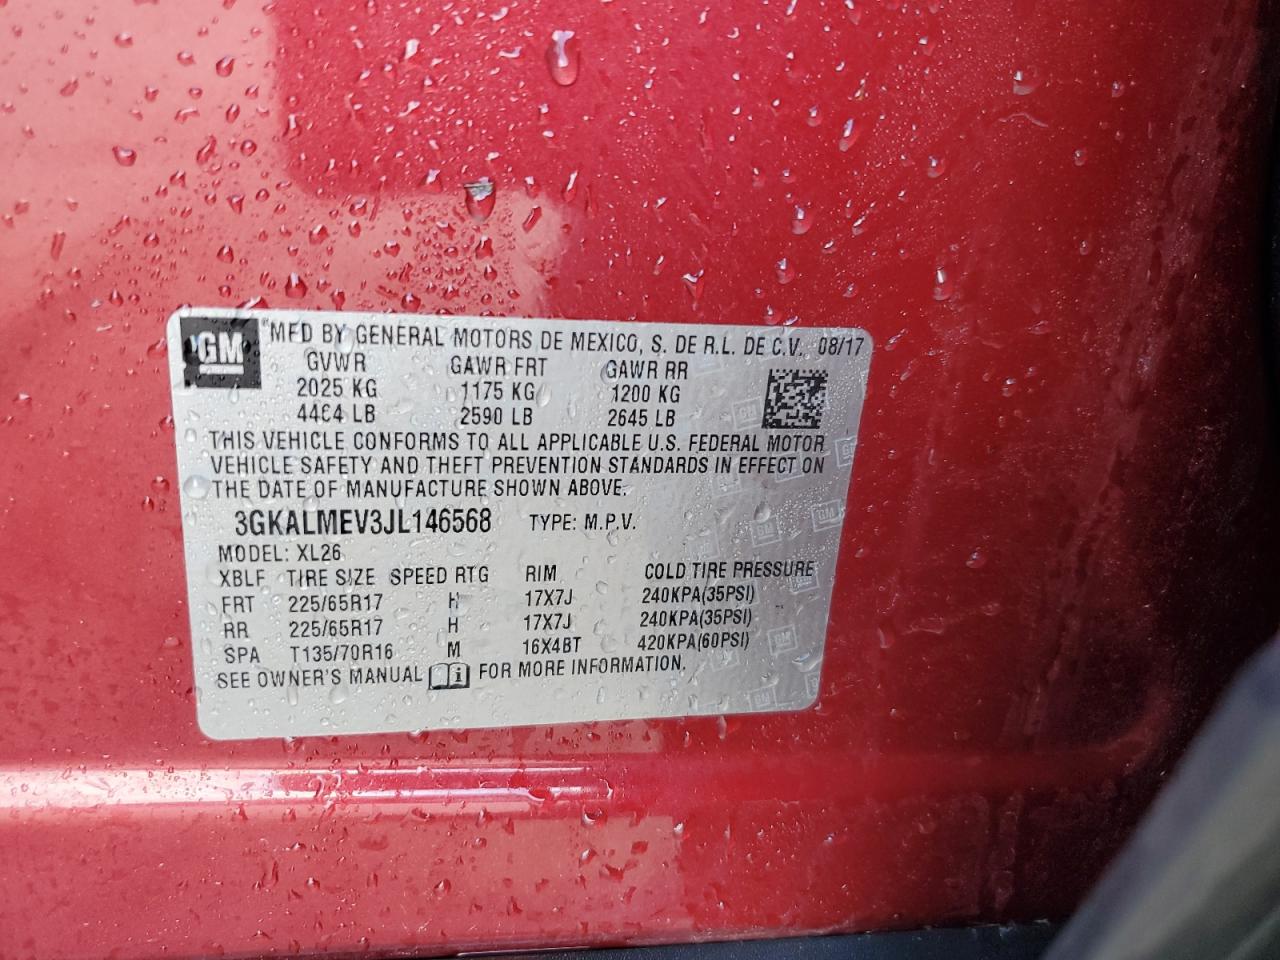 GM MFD BY GENERAL MOTORS DE MEXICO, S. DE R.L. DE C.V. 08/17
GVWR GAWR FRT GAWR RR
2025 KG 1175 KG 1200 KG
4464 LB 2590 LB 2645 LB
THIS VEHICLE CONFORMS TO ALL APPLICABLE U.S. FEDERAL MOTOR
VEHICLE SAFETY AND THEFT PREVENTION STANDARDS IN EFFECT ON
THE DATE OF MANUFACTURE SHOWN ABOVE.
3GKALMEV3JL146568 TYPE: M.P.V.
MODEL: XL26
XBLF TIRE SIZE SPEED RTG RIM COLD TIRE PRESSURE
FRT 225/65R17 H 17X7J 240KPA(35PSI)
RR 225/65R17 H 17X7J 240KPA(35PSI)
SPA T135/70R16 M 16X4BT 420KPA(60PSI)
SEE OWNER'S MANUAL FOR MORE INFORMATION.